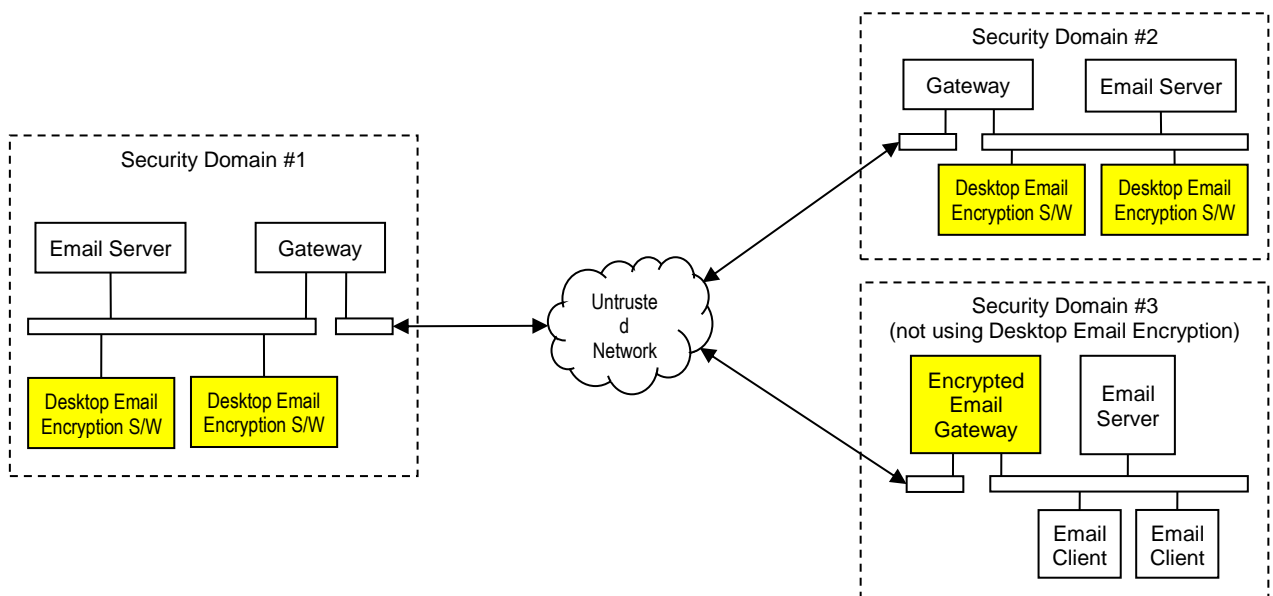 Security Domain #1
Email Server
Gateway
Desktop Email
Encryption S/W
Desktop Email
Encryption S/W
Untruste
d
Network
Security Domain #2
Gateway
Email Server
Desktop Email
Encryption S/W
Desktop Email
Encryption S/W
Security Domain #3
(not using Desktop Email Encryption)
Encrypted
Email
Gateway
Email
Server
Email
Client
Email
Client